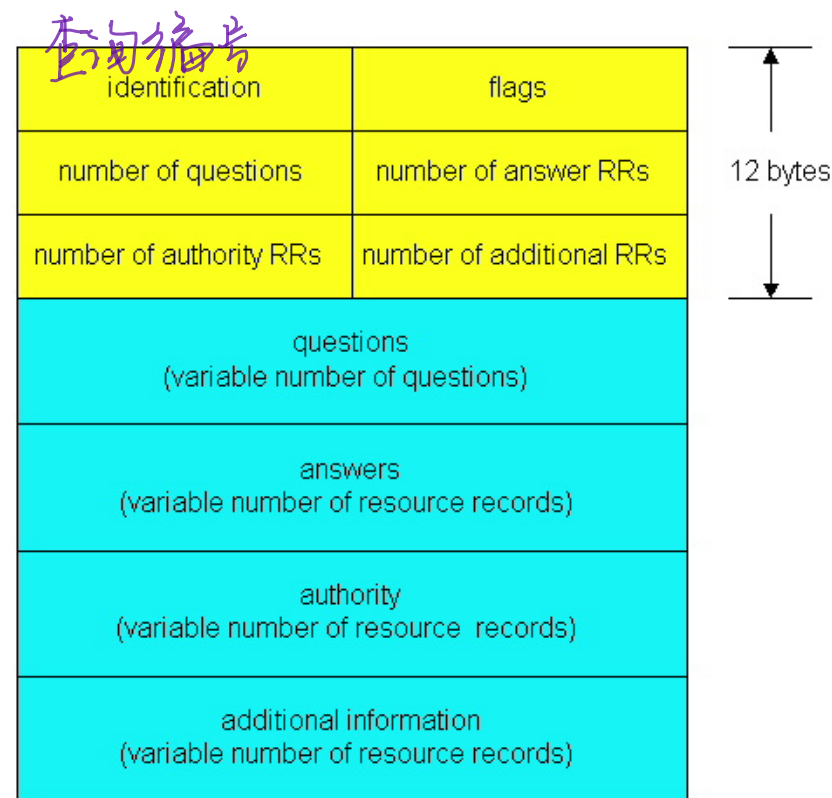 查询编号
identification flags
number of questions number of answer RRs 12 bytes
number of authority RRs number of additional RRs
questions
(variable number of questions)
answers
(variable number of resource records)
authority
(variable number of resource records)
additional information
(variable number of resource records)